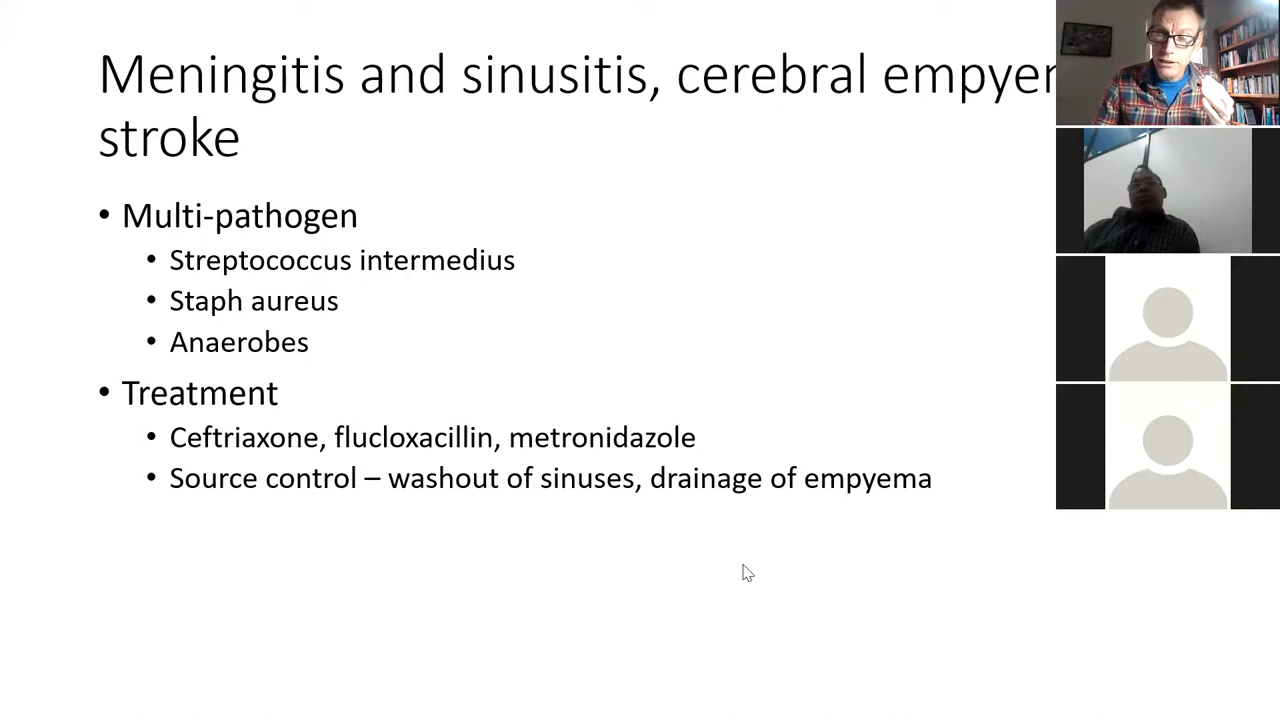 Meningitis and sinusitis, cerebral
stroke
• Multi-pathogen
• Streptococcus intermedius
• Staph aureus
• Anaerobes
• Treatment
• Ceftriaxone, flucloxacillin, metronidazole
• Source control – washout of sinuses, drainage of empyema